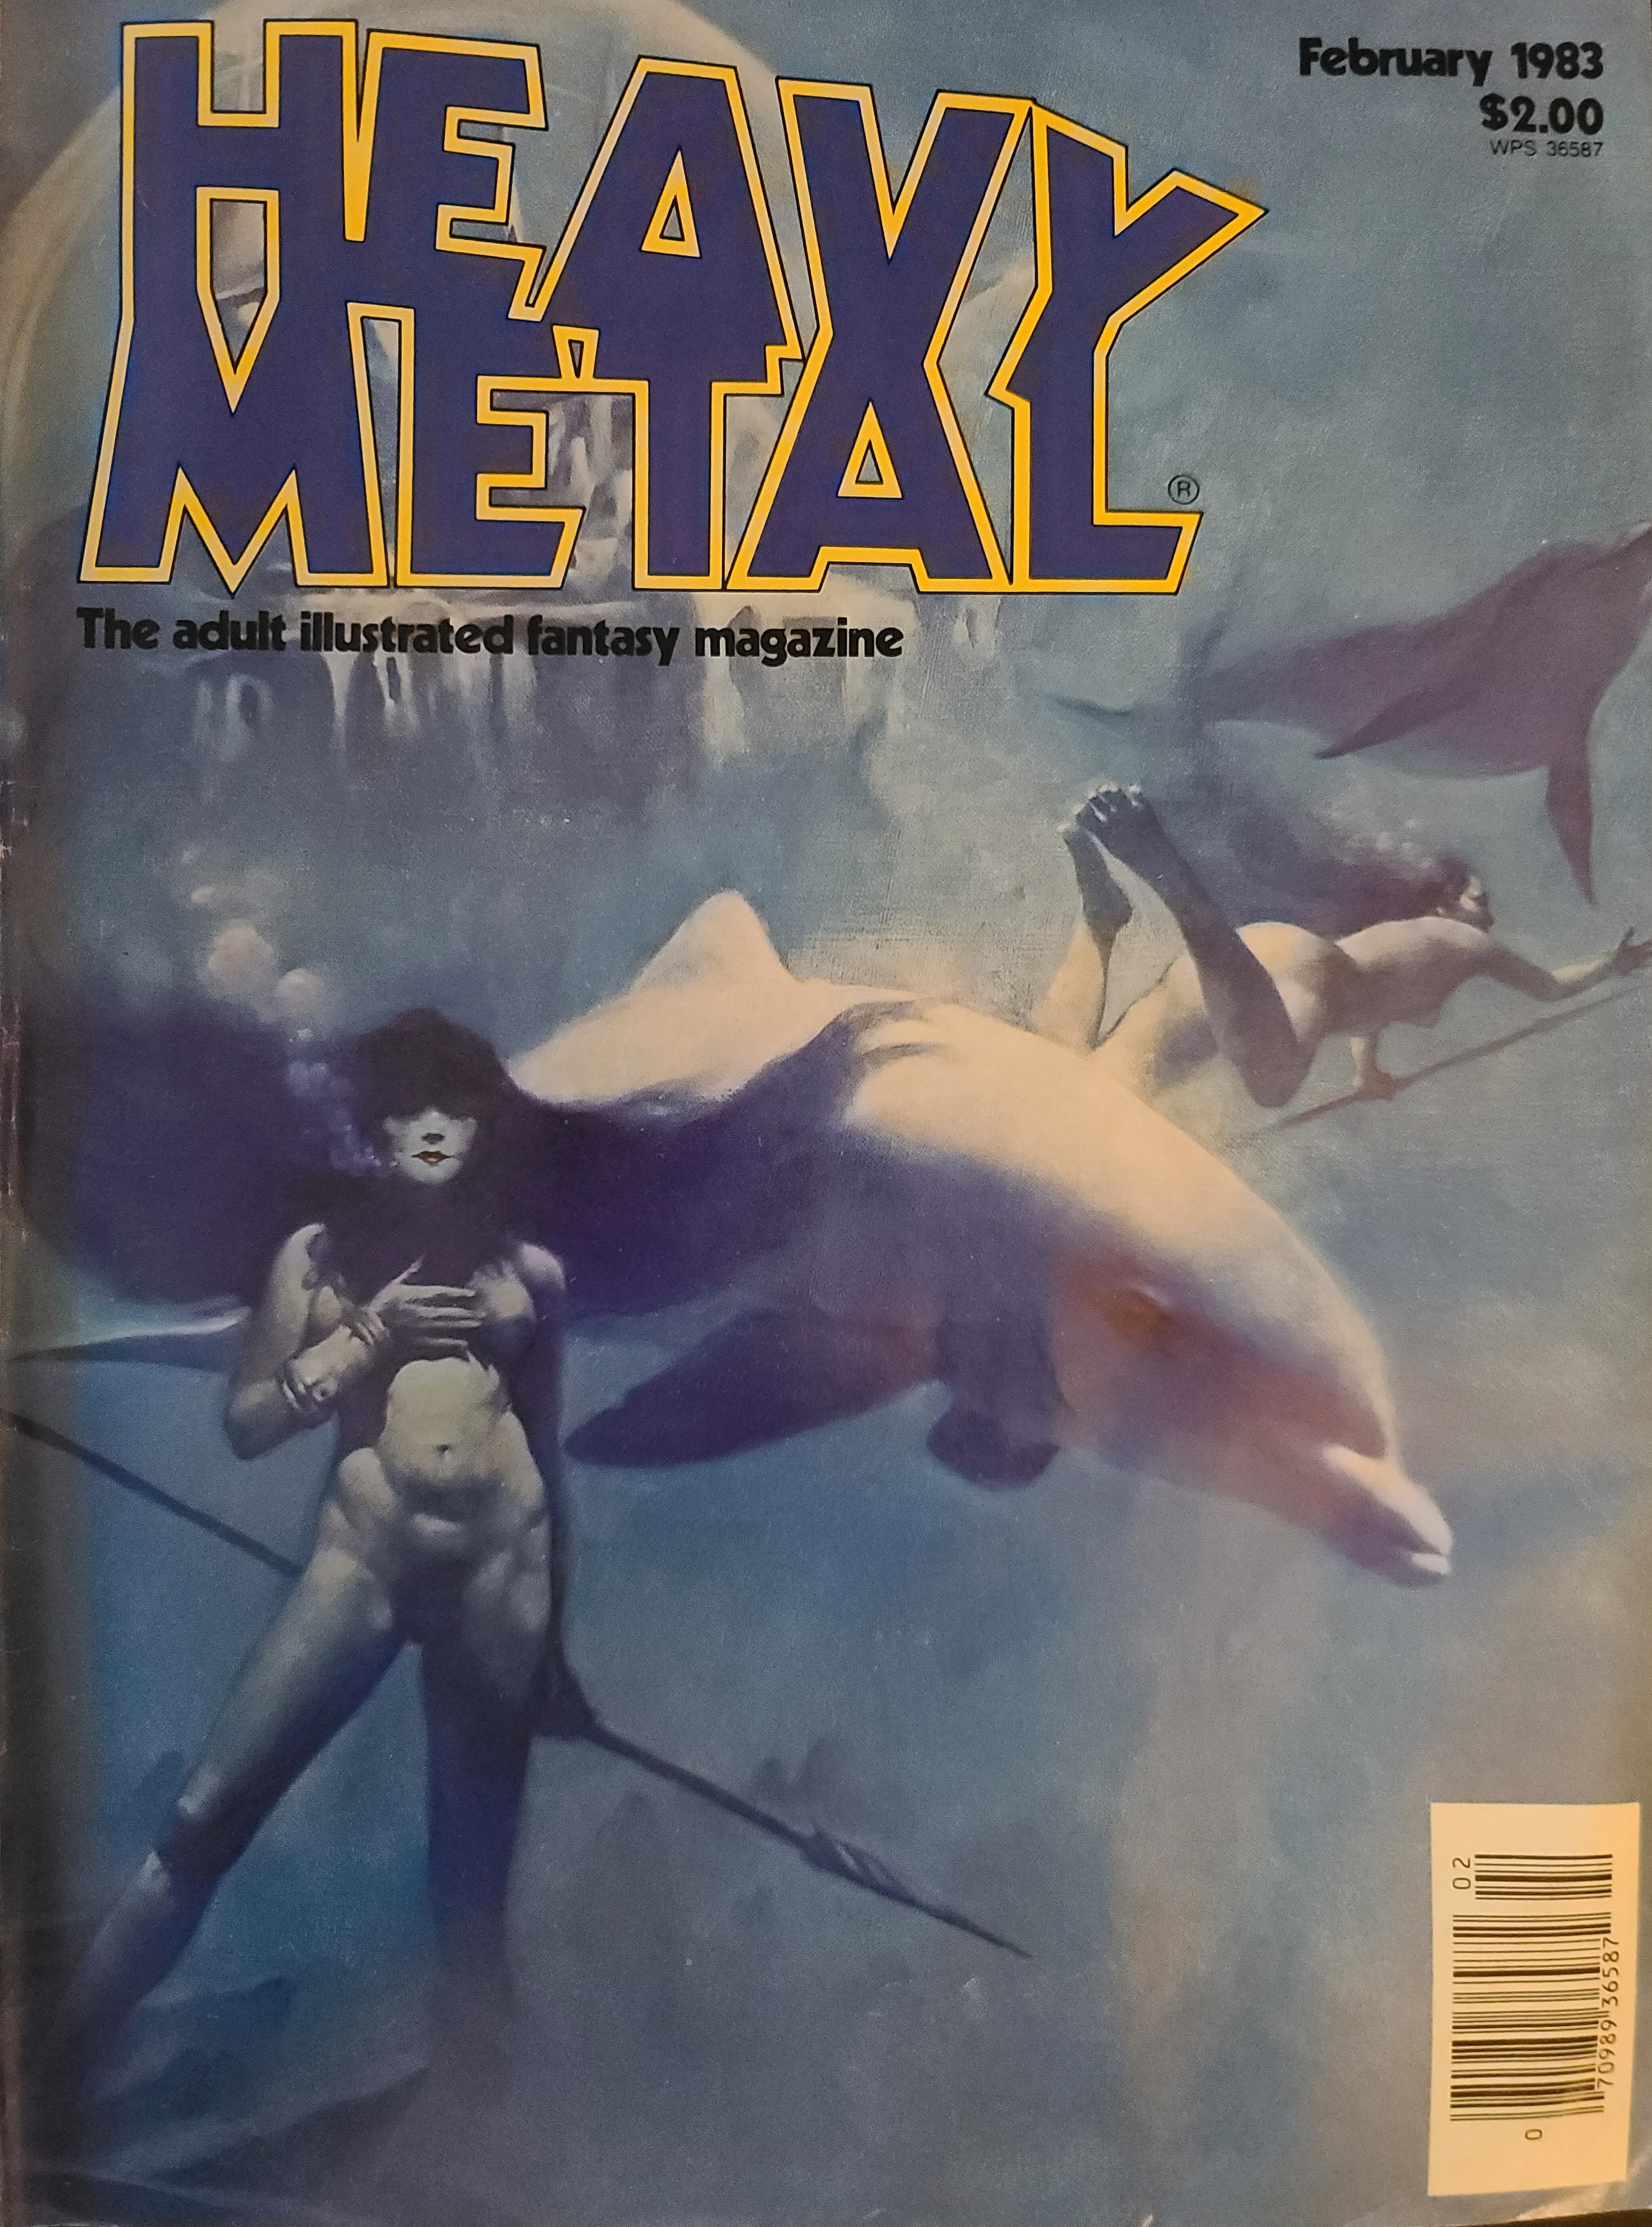 HEAVY
METAL
®
February 1983
$2.00
WPS 36587
The adult illustrated fantasy magazine
02
70989 36587
0